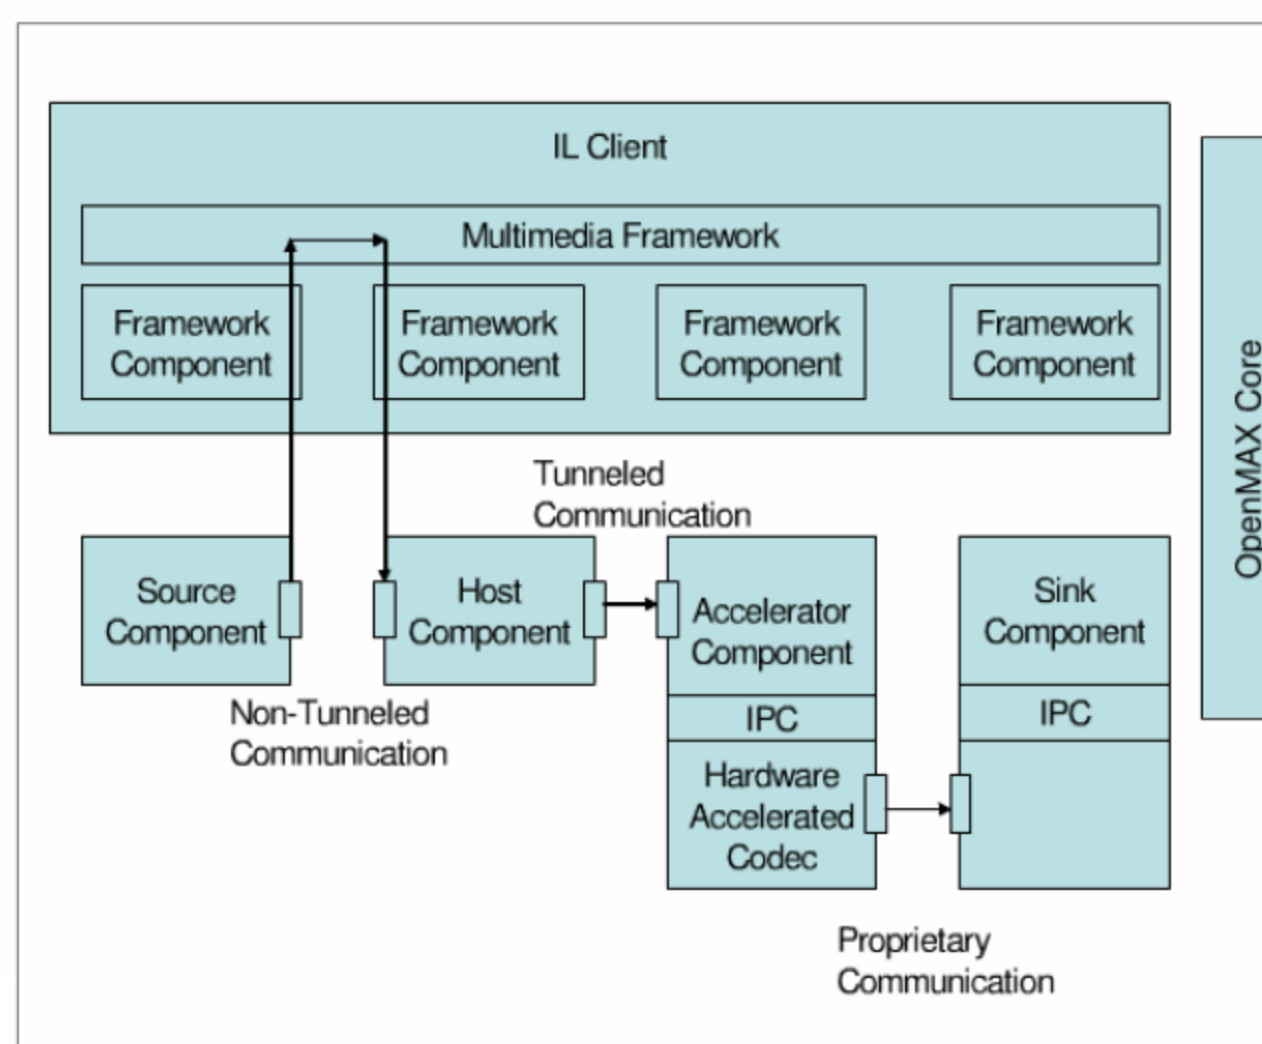 IL Client
Multimedia Framework
Framework
Component
Framework
Component
Framework
Component
Framework
Component
OpenMAX Core
Tunneled
Communication
Source
Component
Host
Component
Accelerator
Component
Sink
Component
Non-Tunneled
Communication
IPC
IPC
Hardware
Accelerated
Codec
Proprietary
Communication